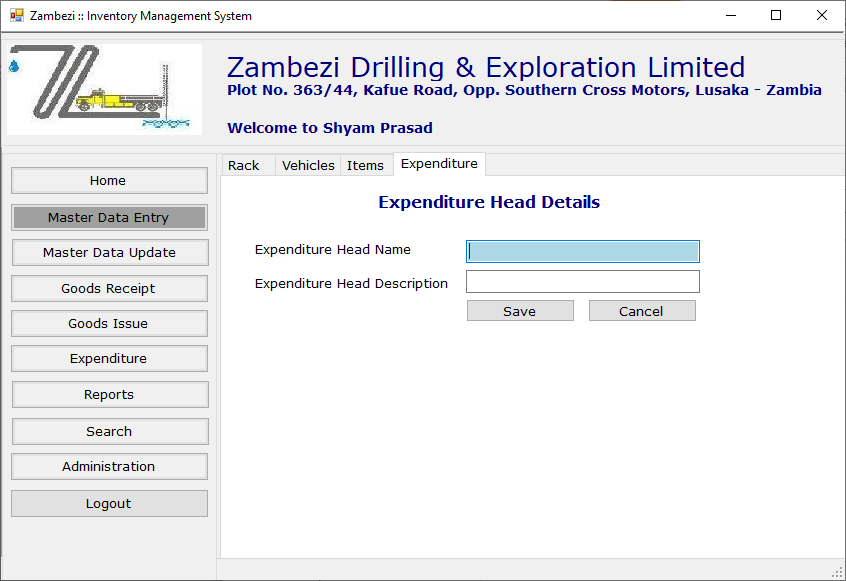 Zambezi :: Inventory Management System
Zambezi Drilling & Exploration Limited
Plot No. 363/44, Kafue Road, Opp. Southern Cross Motors, Lusaka - Zambia
Welcome to Shyam Prasad
Home
Master Data Entry
Master Data Update
Goods Receipt
Goods Issue
Expenditure
Reports
Search
Administration
Logout
Rack Vehicles Items Expenditure
Expenditure Head Details
Expenditure Head Name
Expenditure Head Description
Save Cancel